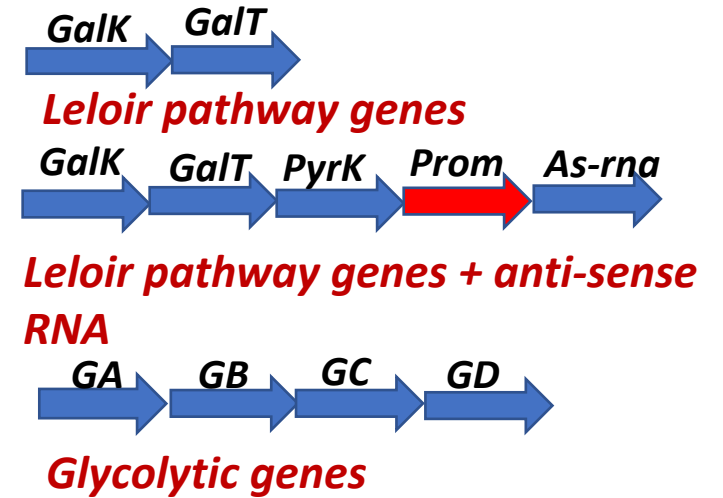 GalK GalT
Leloir pathway genes
GalK GalT PyrK Prom As-rna
Leloir pathway genes + anti-sense
RNA
GA GB GC GD
Glycolytic genes